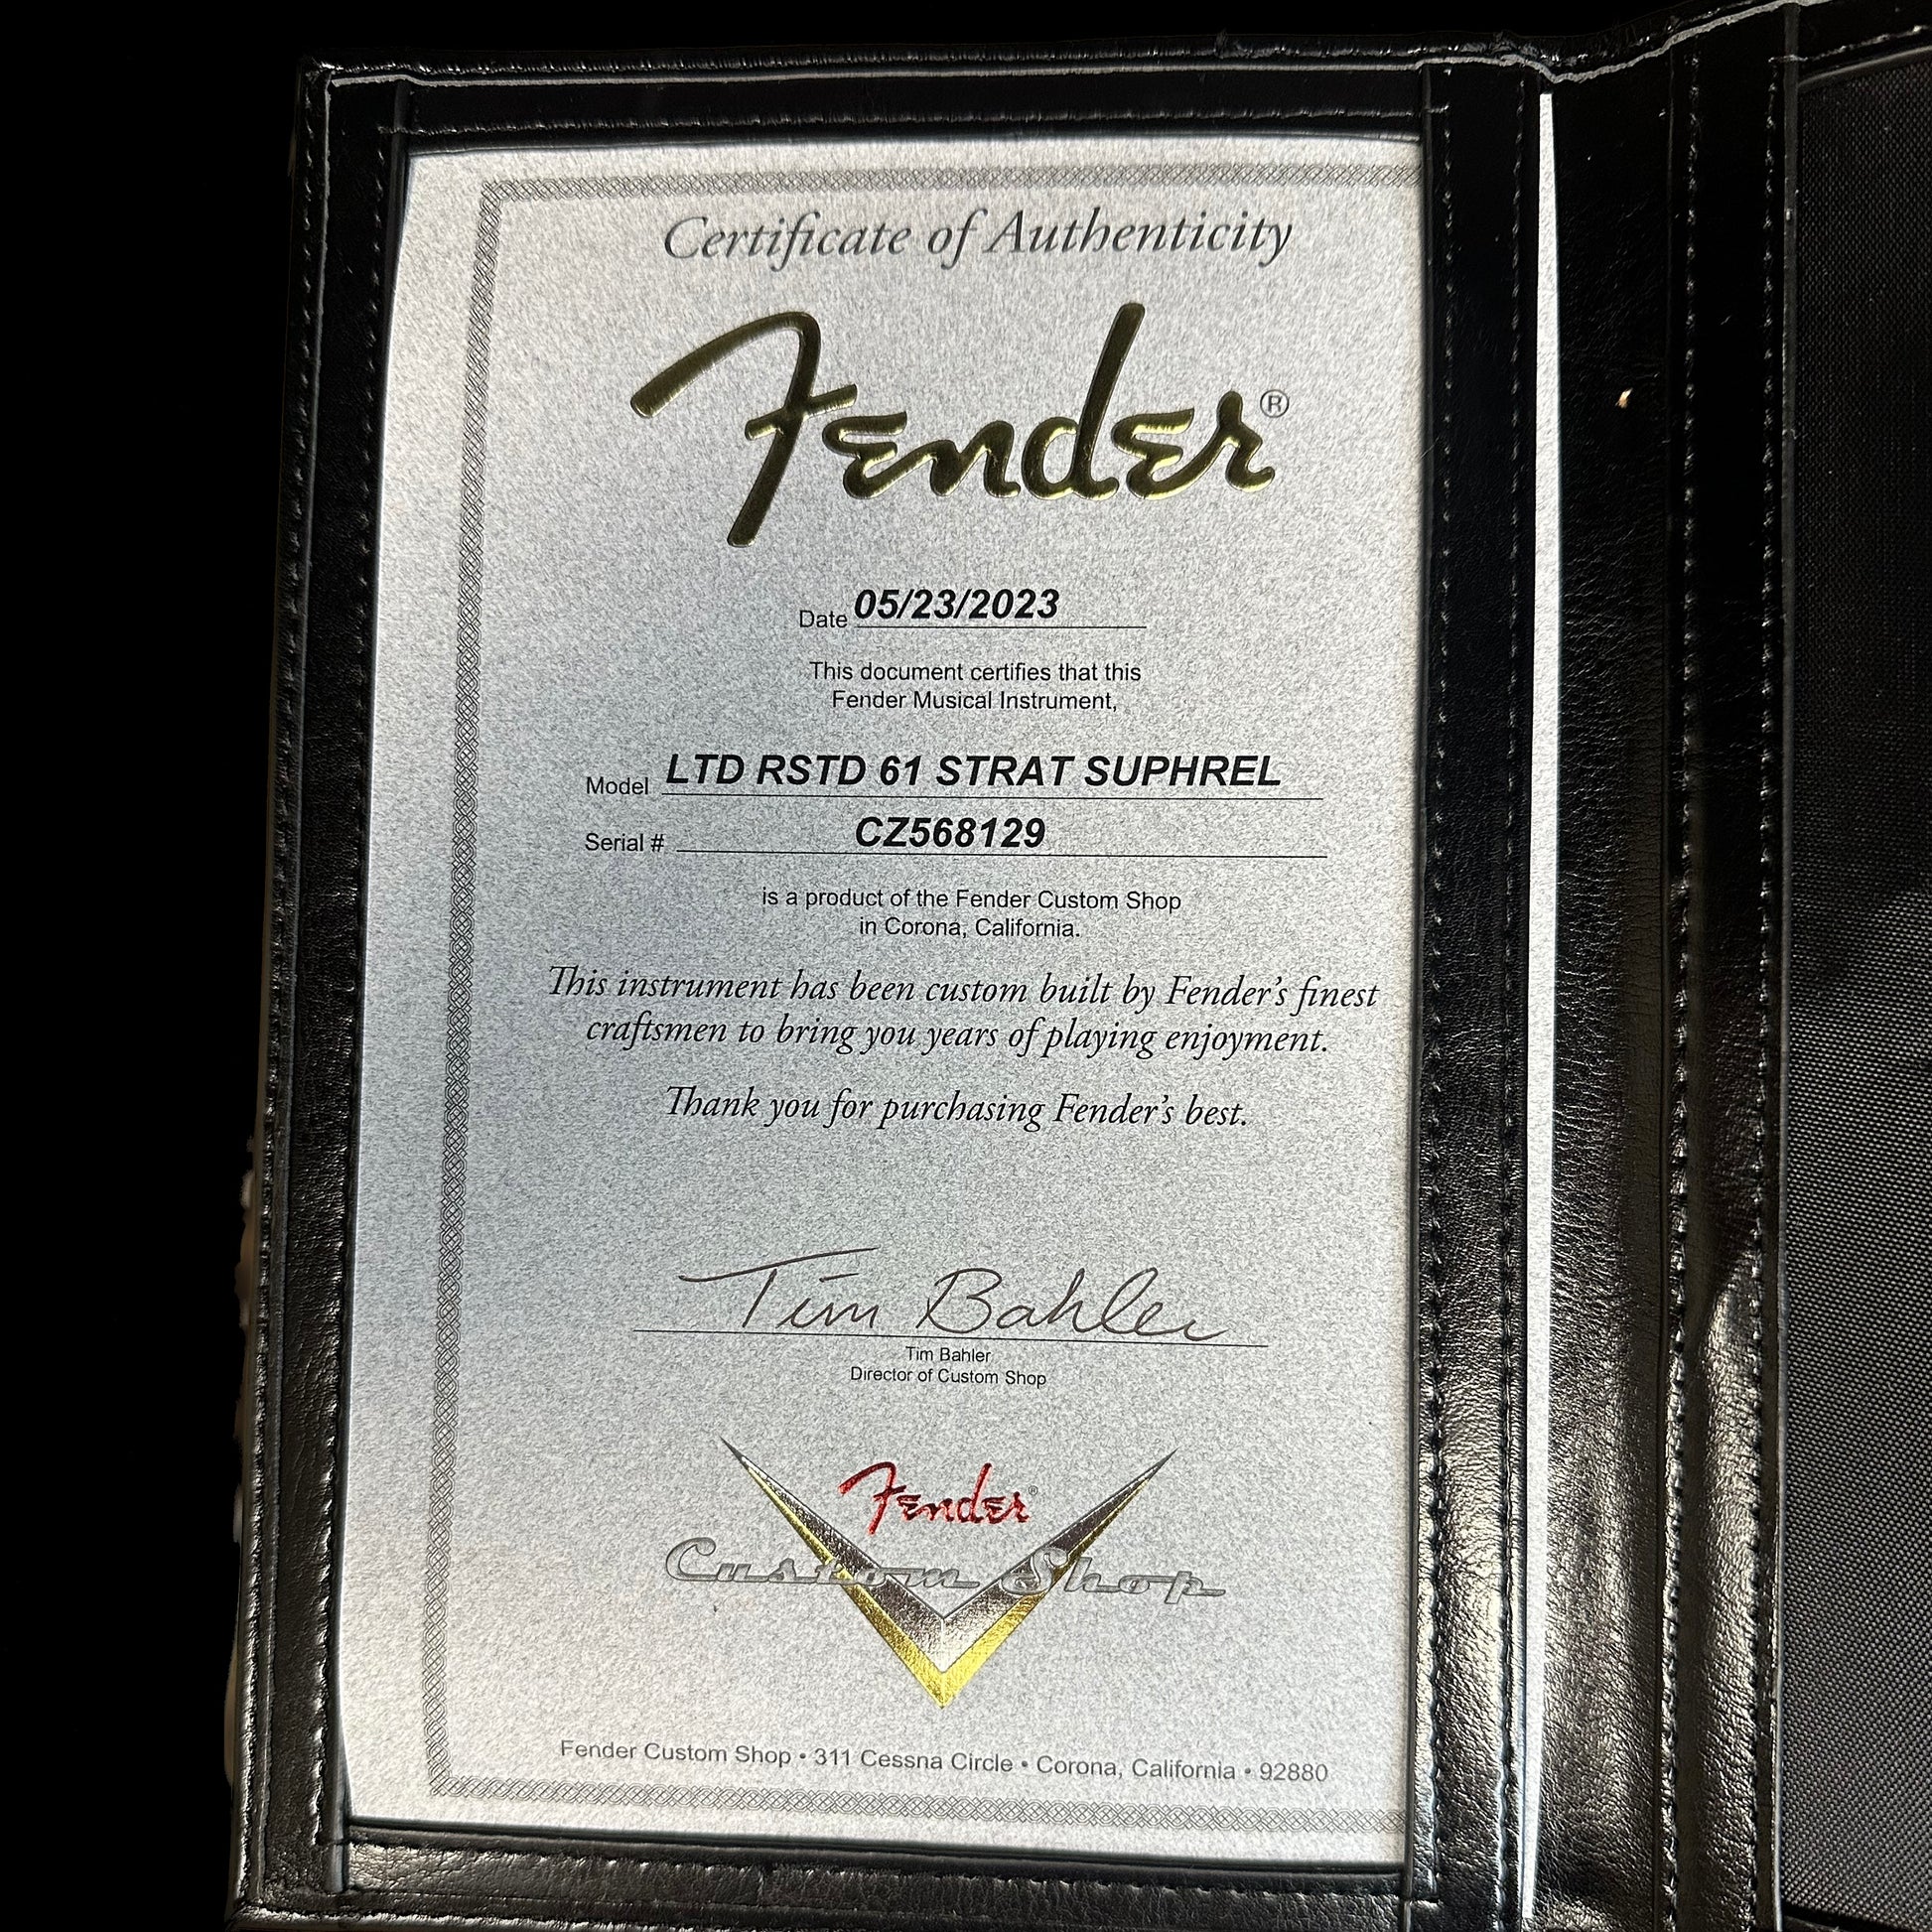 Certificate of Authenticity
Fender®
Date 05/23/2023
This document certifies that this
Fender Musical Instrument,
Model LTD RSTD 61 STRAT SUPHREL
Serial # CZ568129
is a product of the Fender Custom Shop
in Corona, California.
This instrument has been custom built by Fender's finest
craftsmen to bring you years of playing enjoyment.
Thank you for purchasing Fender's best.
Tim Bahler
Tim Bahler
Director of Custom Shop
Fender®
Custom Shop
Fender Custom Shop • 311 Cessna Circle • Corona, California • 92880